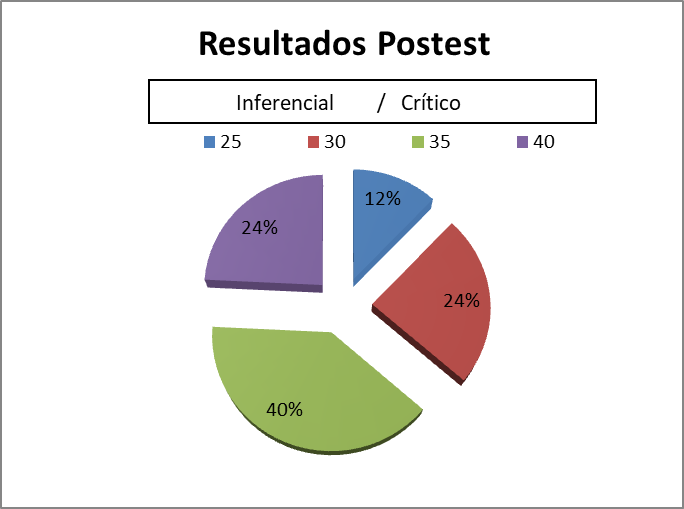 Resultados Postest
Inferencial / Crítico
25 30 35 40
12%
24%
24%
40%